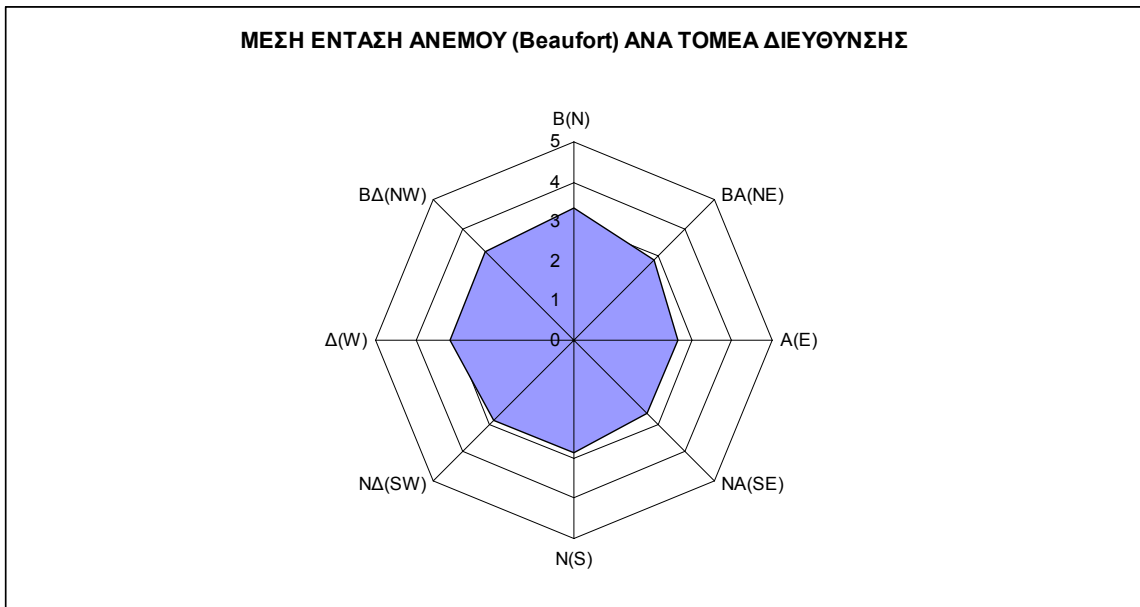 ΜΕΣΗ ΕΝΤΑΣΗ ΑΝΕΜΟΥ (Beaufort) ΑΝΑ ΤΟΜΕΑ ΔΙΕΥΘΥΝΣΗΣ
Β(N)
5
ΒΔ(NW)
4
ΒΑ(NE)
3
2
1
Δ(W)
0
Α(E)
ΝΔ(SW)
ΝΑ(SE)
Ν(S)